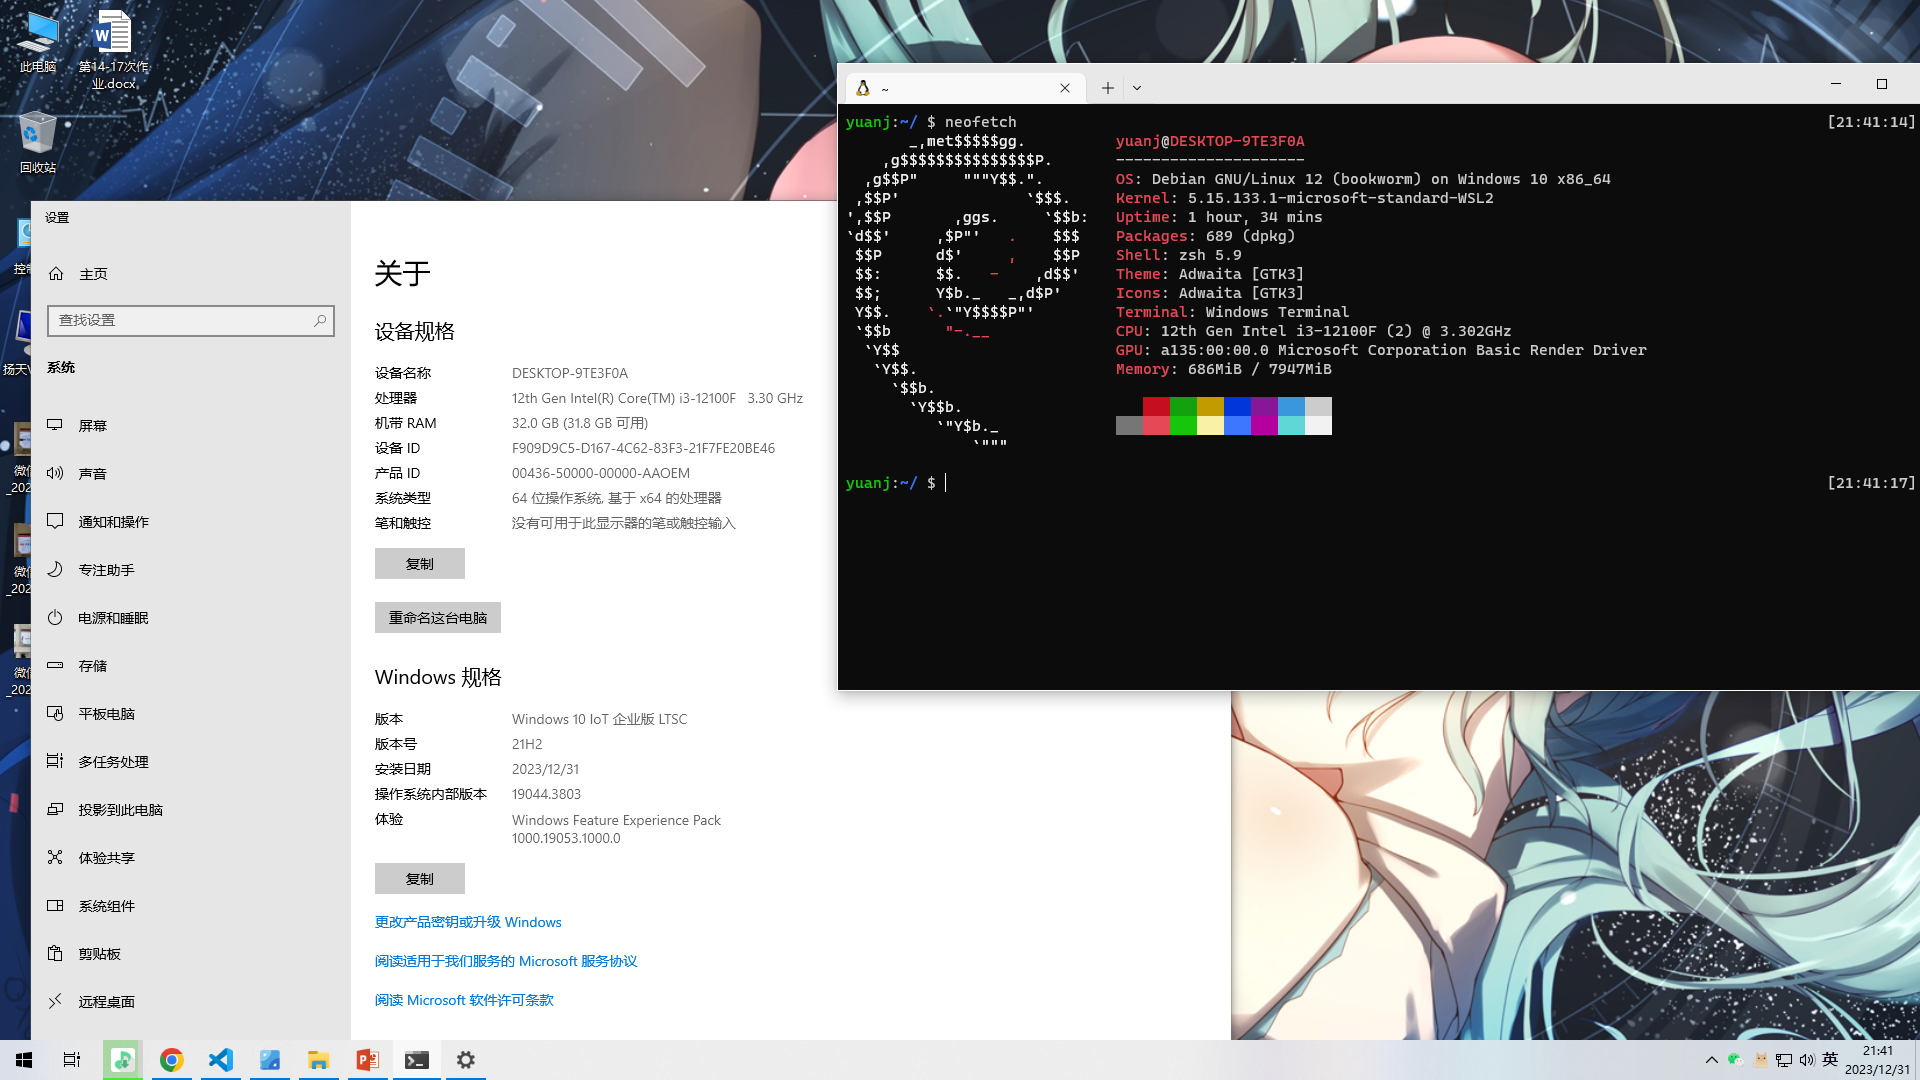 此电脑
第14-17次作
业.docx
回收站
控制
扬天V
微信
_202
微信
_202
微信
_202
设置
主页
查找设置
系统
屏幕
声音
通知和操作
专注助手
电源和睡眠
存储
平板电脑
多任务处理
投影到此电脑
体验共享
系统组件
剪贴板
远程桌面
关于
设备规格
设备名称 DESKTOP-9TE3F0A
处理器 12th Gen Intel(R) Core(TM) i3-12100F 3.30 GHz
机带 RAM 32.0 GB (31.8 GB 可用)
设备 ID F909D9C5-D167-4C62-83F3-21F7FE20BE46
产品 ID 00436-50000-00000-AAOEM
系统类型 64 位操作系统, 基于 x64 的处理器
笔和触控 没有可用于此显示器的笔或触控输入
复制
重命名这台电脑
Windows 规格
版本 Windows 10 IoT 企业版 LTSC
版本号 21H2
安装日期 2023/12/31
操作系统内部版本 19044.3803
体验 Windows Feature Experience Pack
1000.19053.1000.0
复制
更改产品密钥或升级 Windows
阅读适用于我们服务的 Microsoft 服务协议
阅读 Microsoft 软件许可条款
~
yuanj:~/ $ neofetch [21:41:14]
_,met$$$$$gg. yuanj@DESKTOP-9TE3F0A
,g$$$$$$$$$$$$$$$P. ---------------------
,g$$P"     """Y$$.". OS: Debian GNU/Linux 12 (bookworm) on Windows 10 x86_64
,$$P'              `$$$. Kernel: 5.15.133.1-microsoft-standard-WSL2
',$$P       ,ggs.     `$$b: Uptime: 1 hour, 34 mins
`d$$'     ,$P"'   .    $$$ Packages: 689 (dpkg)
$$P      d$'     ,    $$P Shell: zsh 5.9
$$:      $$.   -    ,d$$' Theme: Adwaita [GTK3]
$$;      Y$b._   _,d$P' Icons: Adwaita [GTK3]
Y$$.    `.`"Y$$$$P"' Terminal: Windows Terminal
`$$b      "-.__ CPU: 12th Gen Intel i3-12100F (2) @ 3.302GHz
`Y$$ GPU: a135:00:00.0 Microsoft Corporation Basic Render Driver
`Y$$. Memory: 686MiB / 7947MiB
`$$b.
`Y$$b.
`"Y$b._
`"""
yuanj:~/ $ [21:41:17]
英
21:41
2023/12/31